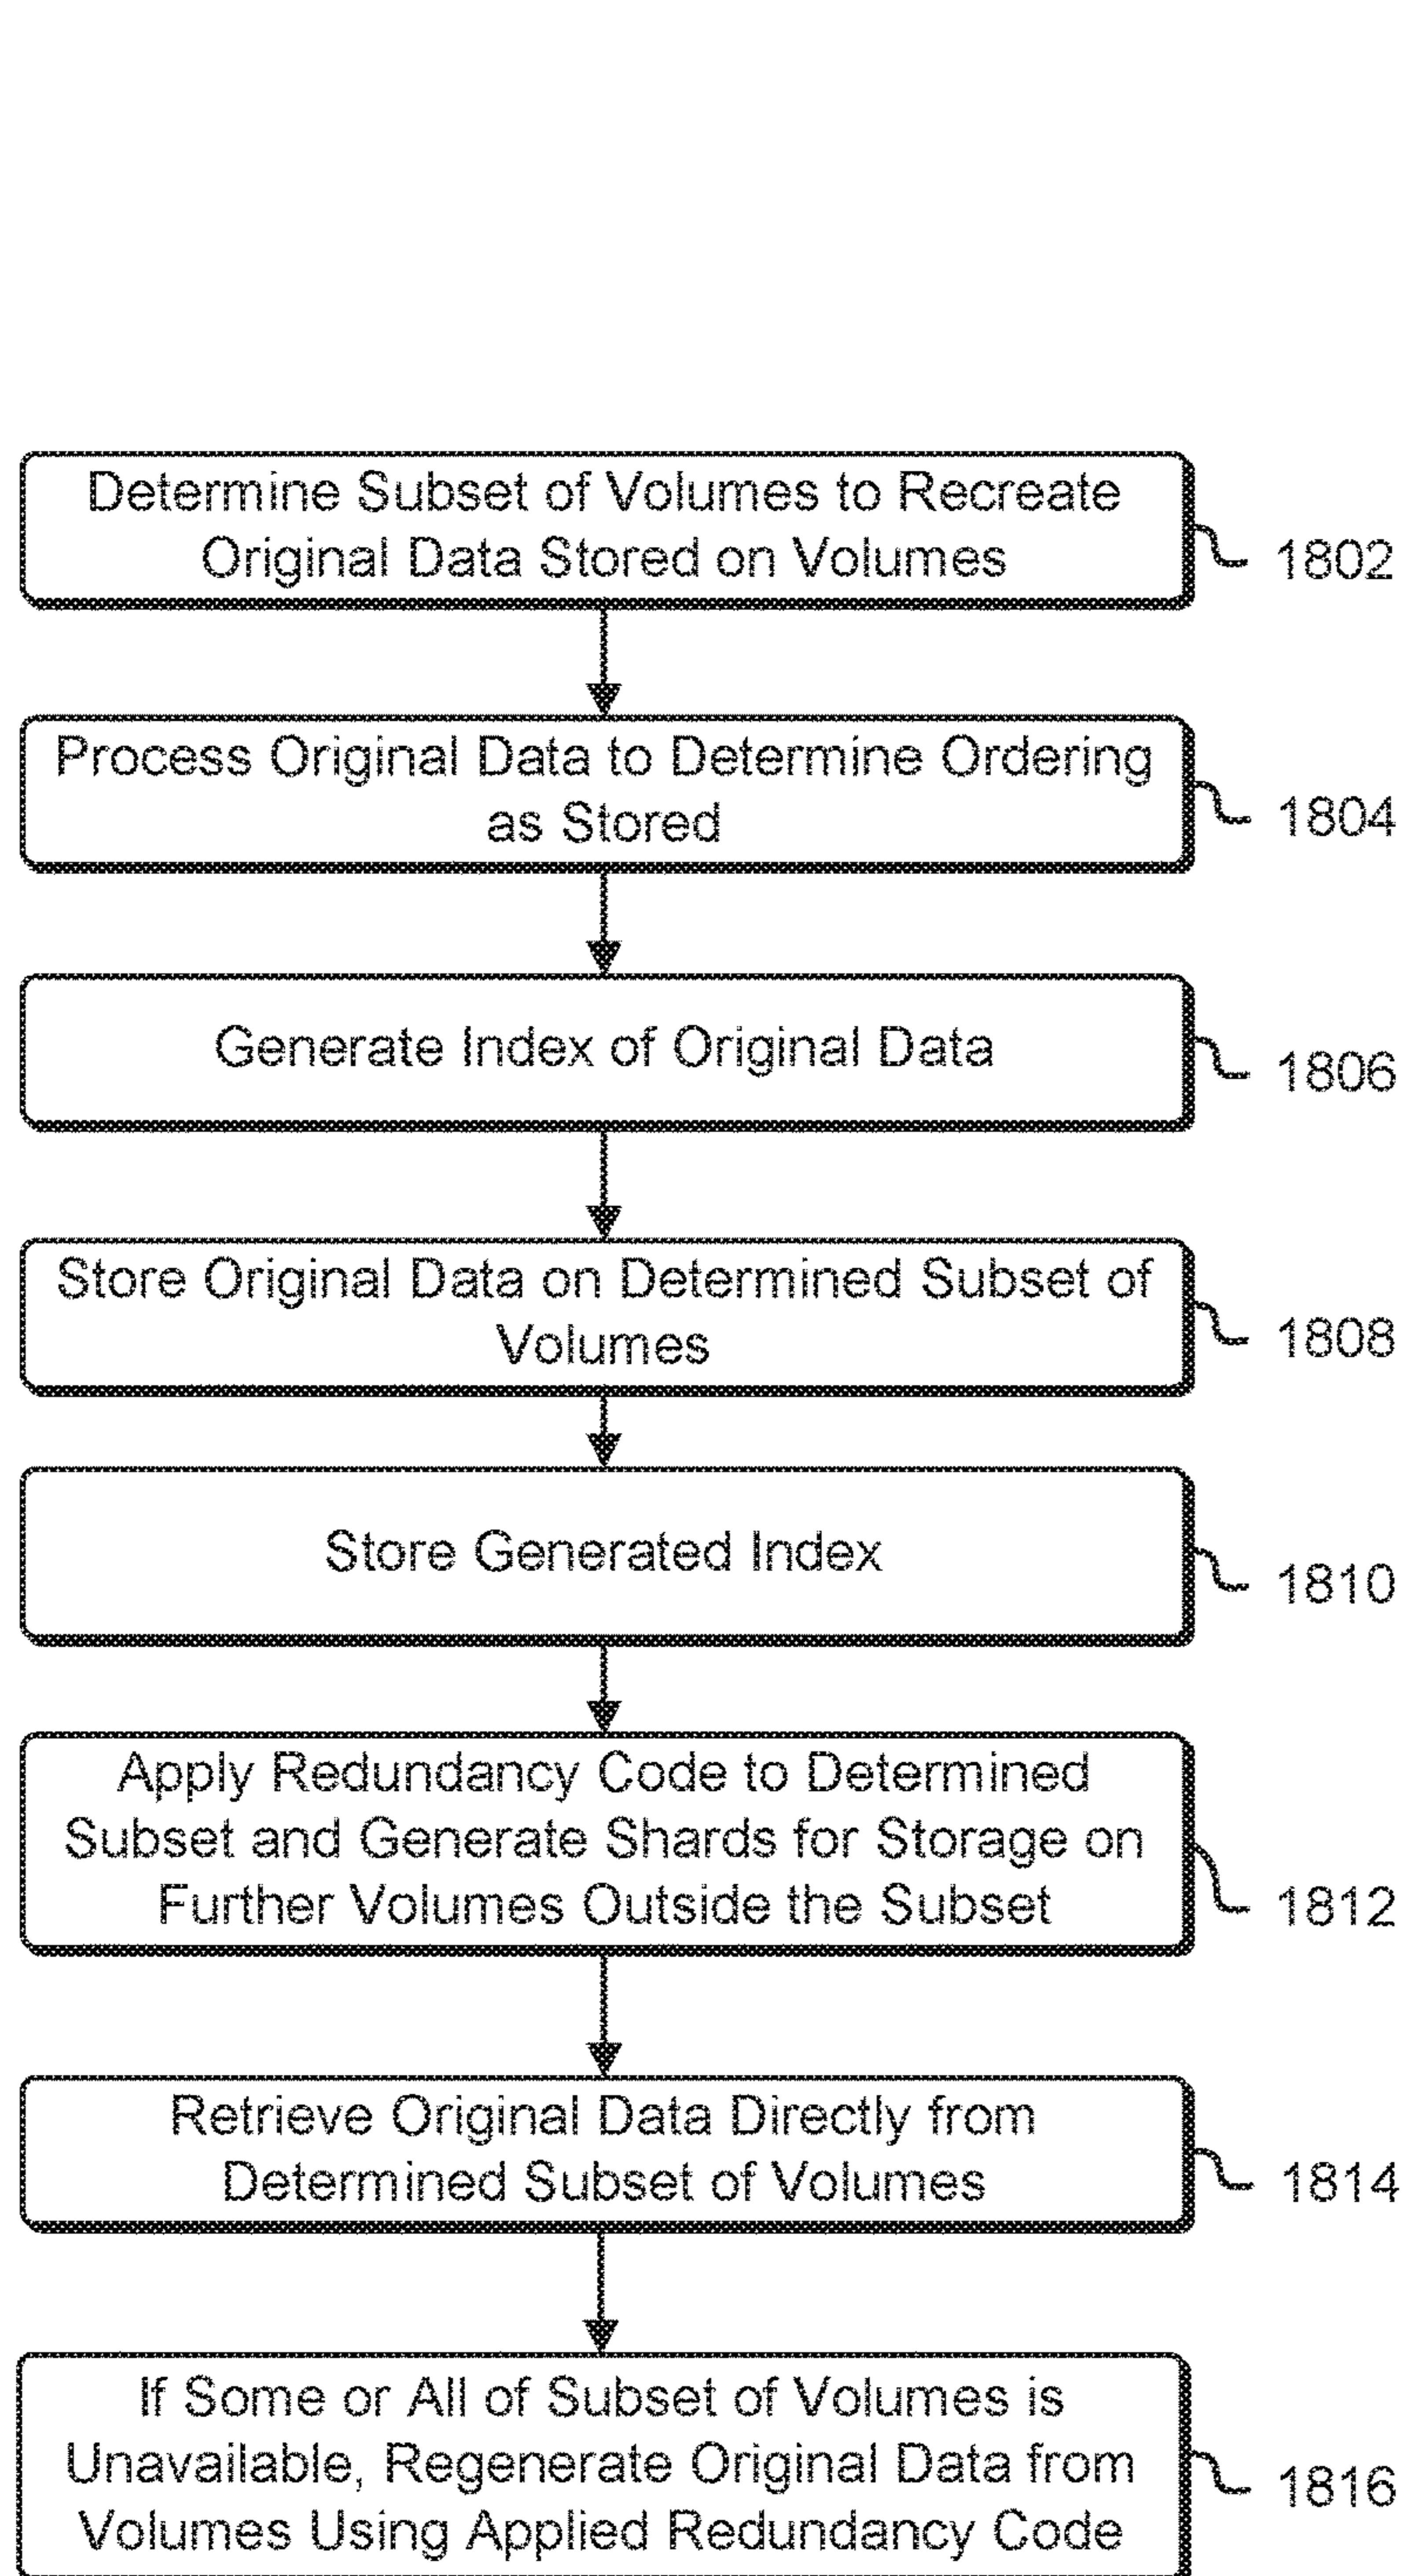 Determine Subset of Volumes to Recreate
Original Data Stored on Volumes
1802
Process Original Data to Determine Ordering
as Stored
1804
Generate Index of Original Data
1806
Store Original Data on Determined Subset of
Volumes
1808
Store Generated Index
1810
Apply Redundancy Code to Determined
Subset and Generate Shards for Storage on
Further Volumes Outside the Subset
1812
Retrieve Original Data Directly from
Determined Subset of Volumes
1814
If Some or All of Subset of Volumes is
Unavailable, Regenerate Original Data from
Volumes Using Applied Redundancy Code
1816